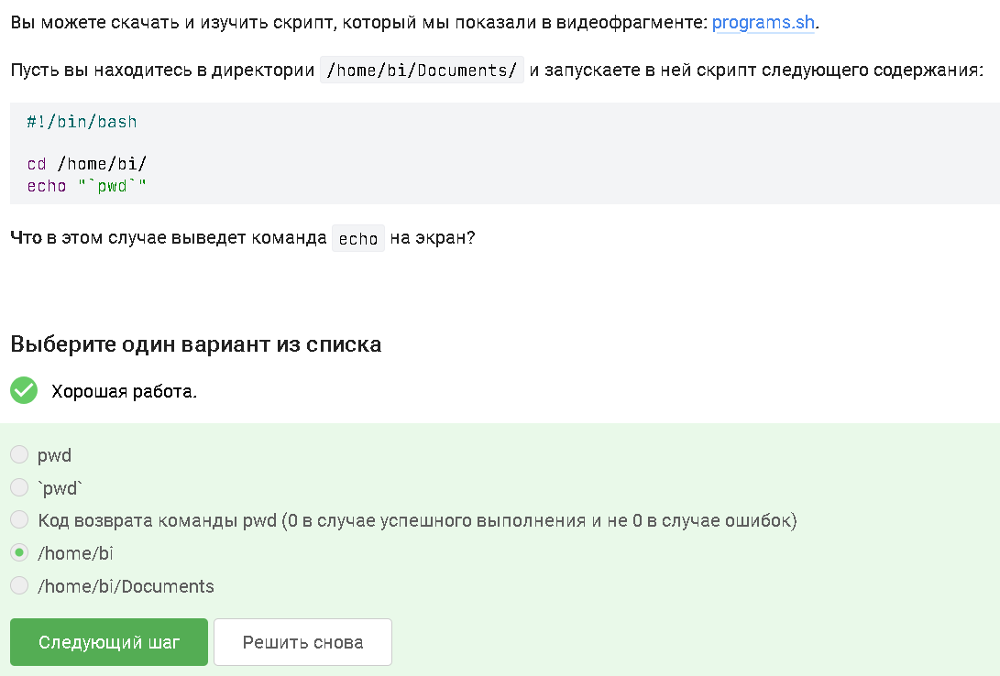 Вы можете скачать и изучить скрипт, который мы показали в видеофрагменте: programs.sh.
Пусть вы находитесь в директории /home/bi/Documents/ и запускаете в ней скрипт следующего содержания:
#!/bin/bash
cd /home/bi/
echo "`pwd`"
Что в этом случае выведет команда echo на экран?
Выберите один вариант из списка
Хорошая работа.
pwd
`pwd`
Код возврата команды pwd (0 в случае успешного выполнения и не 0 в случае ошибок)
/home/bi
/home/bi/Documents
Следующий шаг Решить снова